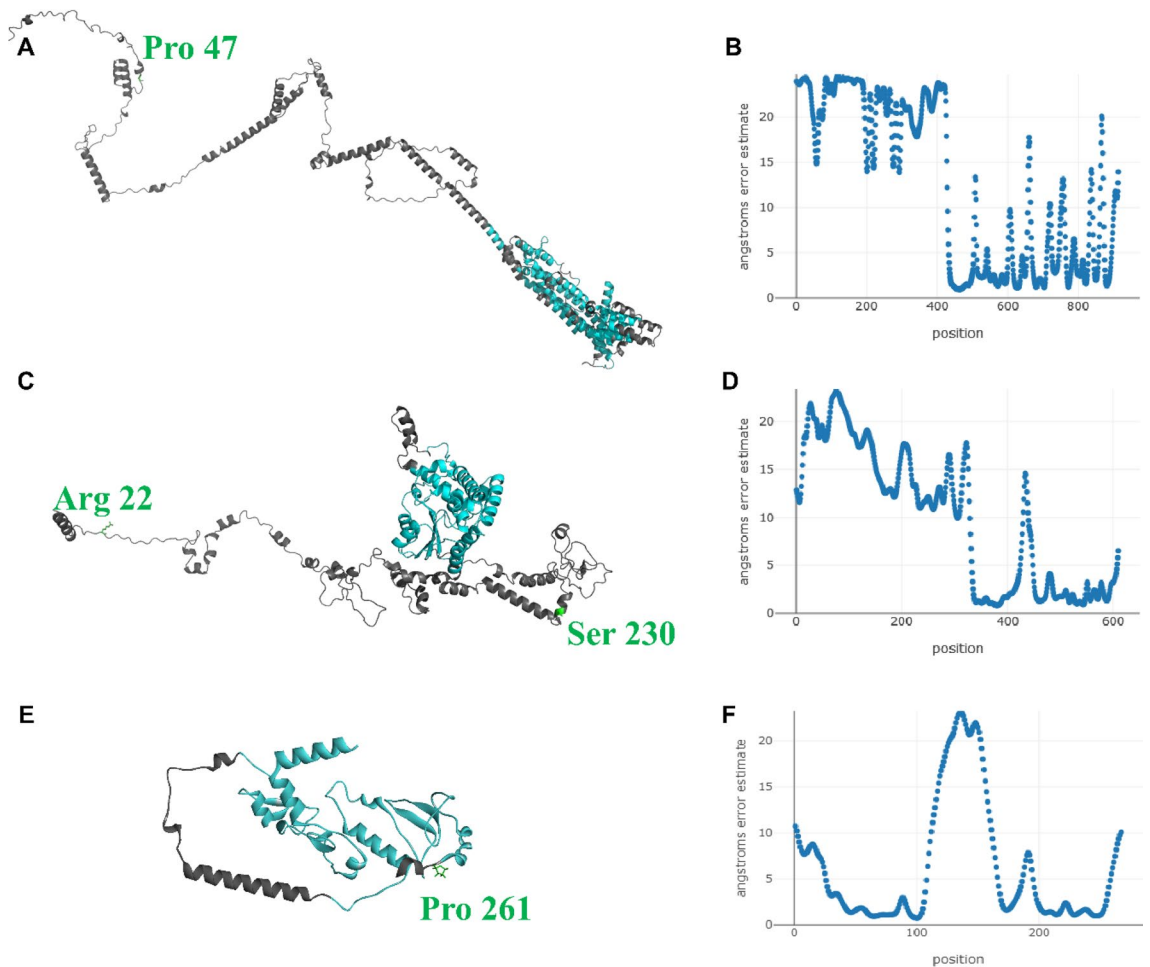 A
Pro 47
B
angstroms error estimate
20
15
10
5
0
0 200 400 600 800
position
C
Arg 22
Ser 230
D
angstroms error estimate
20
15
10
5
0
0 200 400 600
position
E
Pro 261
F
angstroms error estimate
20
15
10
5
0
0 100 200
position